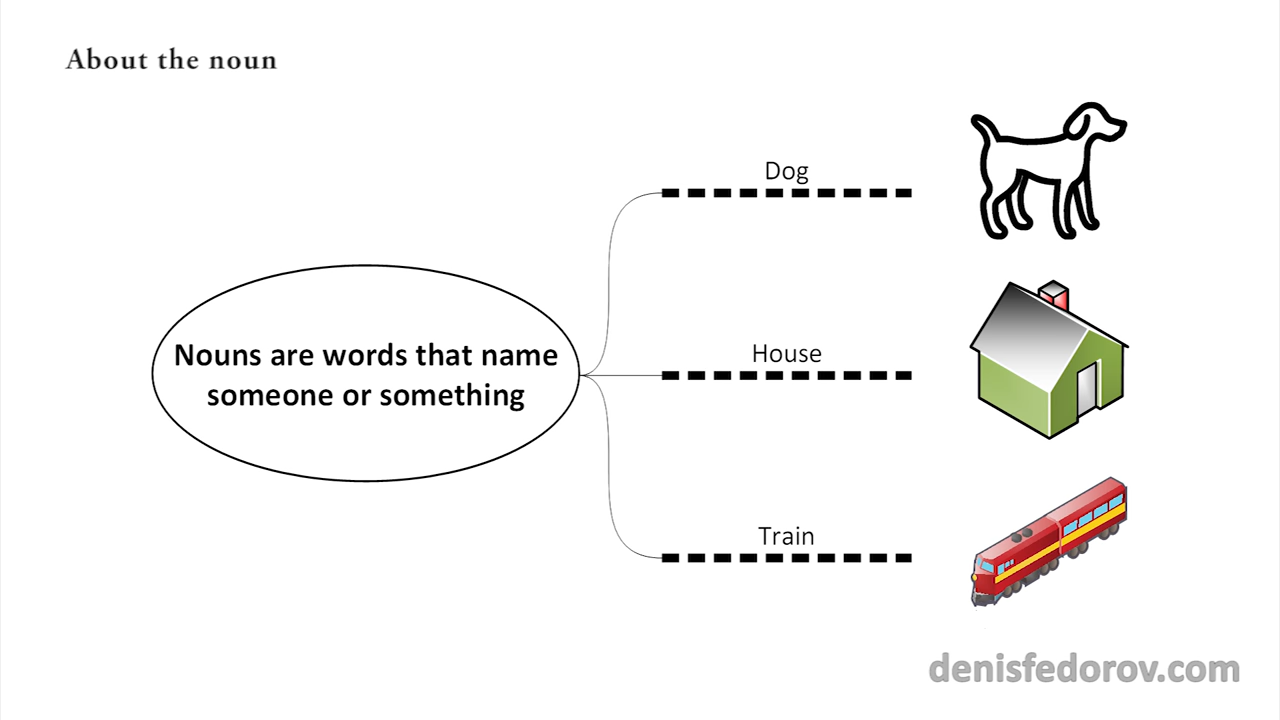 About the noun
Dog
Nouns are words that name
someone or something
House
Train
denisfedorov.com